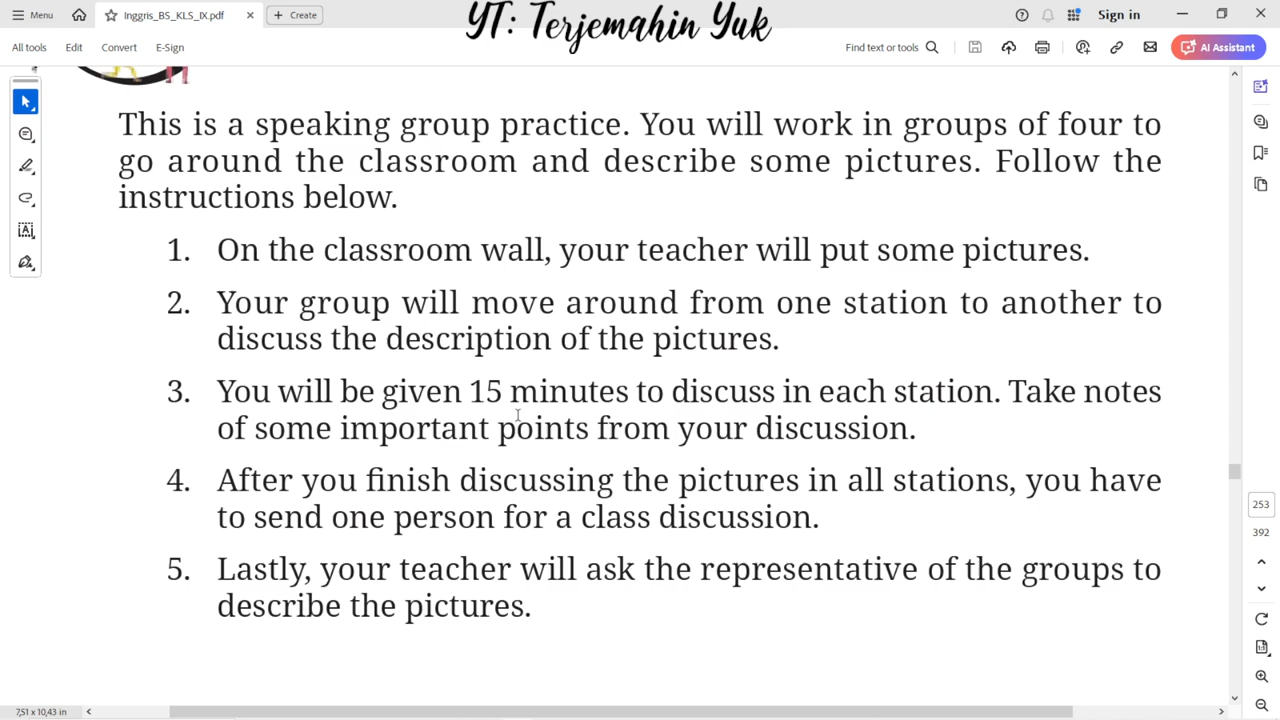 Menu
Inggris_BS_KLS_IX.pdf
Create
YT: Terjemahin Yuk
Sign in
All tools
Edit
Convert
E-Sign
Find text or tools
AI Assistant
This is a speaking group practice. You will work in groups of four to
go around the classroom and describe some pictures. Follow the
instructions below.
1. On the classroom wall, your teacher will put some pictures.
2. Your group will move around from one station to another to
discuss the description of the pictures.
3. You will be given 15 minutes to discuss in each station. Take notes
of some important points from your discussion.
4. After you finish discussing the pictures in all stations, you have
to send one person for a class discussion.
5. Lastly, your teacher will ask the representative of the groups to
describe the pictures.
253
392
7,51 x 10,43 in